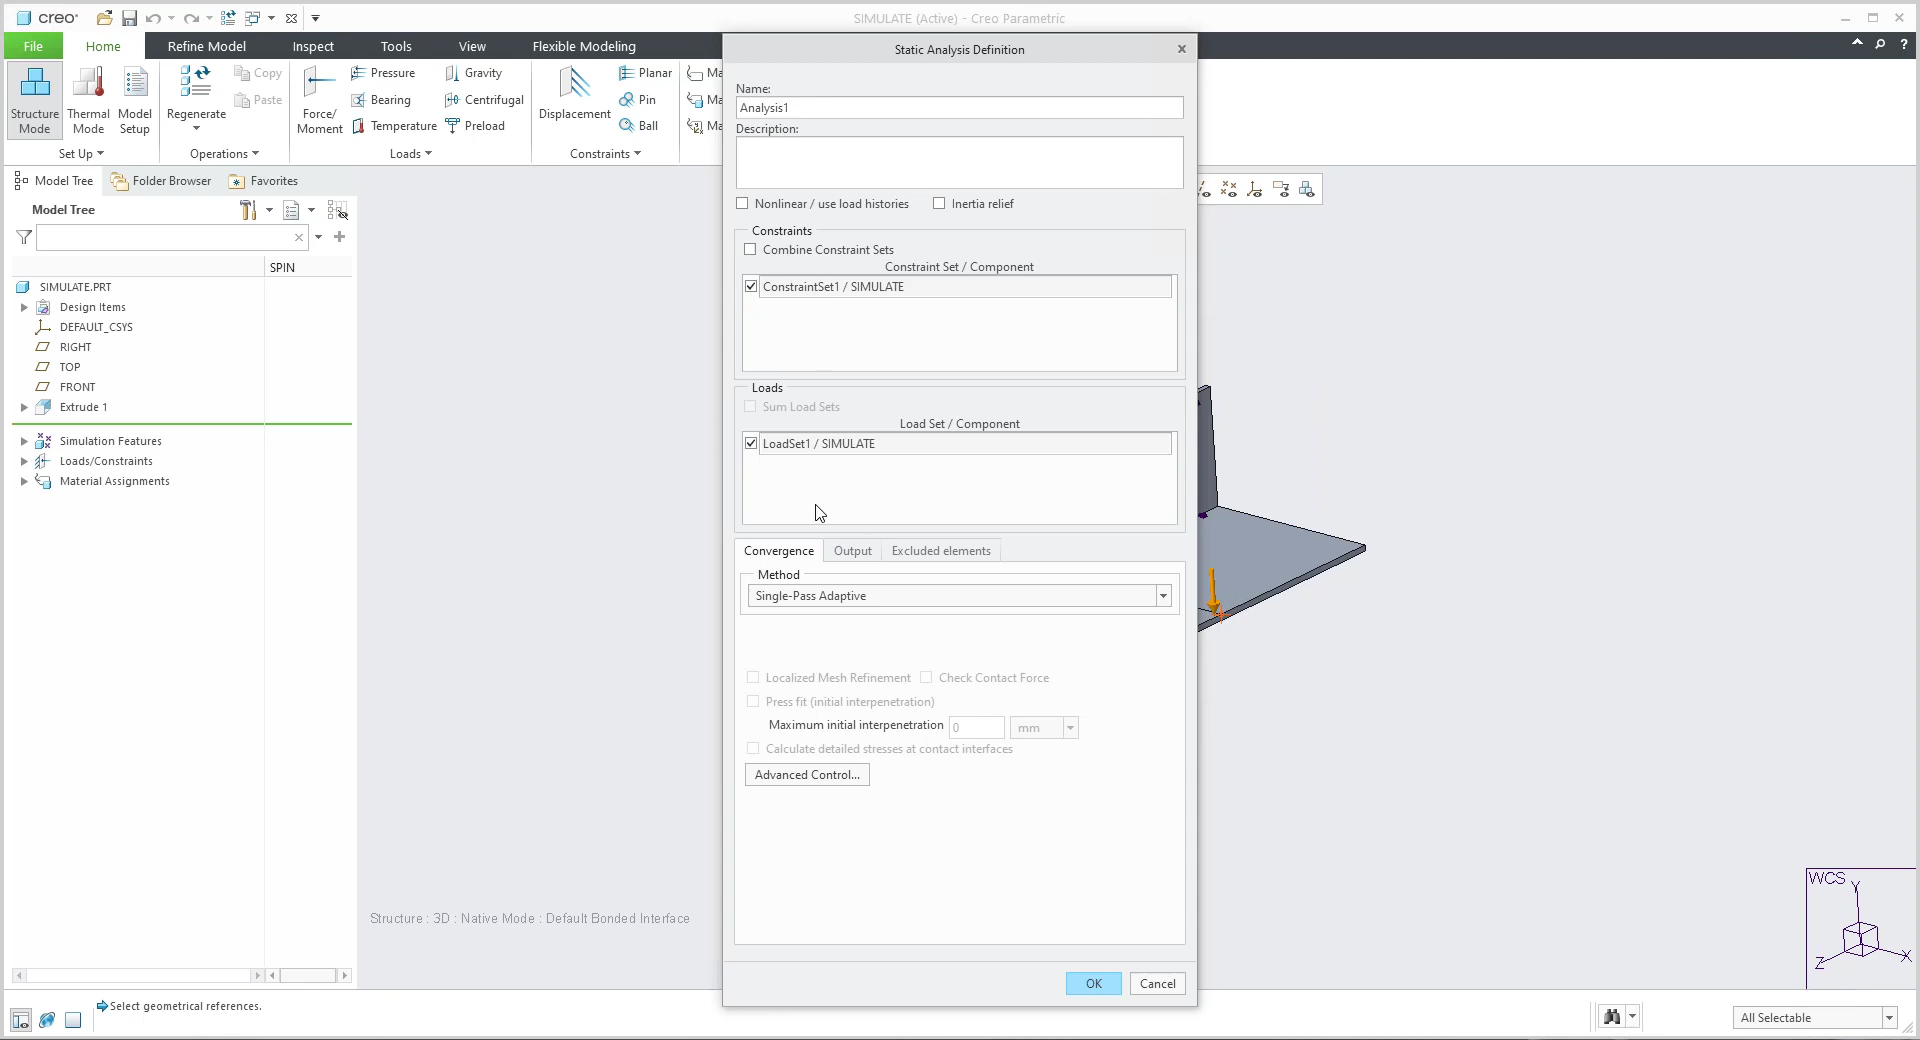 creo
SIMULATE (Active) - Creo Parametric
File
Home
Refine Model
Inspect
Tools
View
Flexible Modeling
Structure Mode
Thermal Mode
Model Setup
Set Up
Regenerate
Copy
Paste
Operations
Force/ Moment
Pressure
Bearing
Temperature
Gravity
Centrifugal
Preload
Loads
Displacement
Planar
Pin
Ball
Constraints
Ma
Ma
Ma
Model Tree
Folder Browser
Favorites
Model Tree
SPIN
SIMULATE.PRT
Design Items
DEFAULT_CSYS
RIGHT
TOP
FRONT
Extrude 1
Simulation Features
Loads/Constraints
Material Assignments
Static Analysis Definition
Name:
Analysis1
Description:
Nonlinear / use load histories
Inertia relief
Constraints
Combine Constraint Sets
Constraint Set / Component
ConstraintSet1 / SIMULATE
Loads
Sum Load Sets
Load Set / Component
LoadSet1 / SIMULATE
Convergence
Output
Excluded elements
Method
Single-Pass Adaptive
Localized Mesh Refinement
Check Contact Force
Press fit (initial interpenetration)
Maximum initial interpenetration
0
mm
Calculate detailed stresses at contact interfaces
Advanced Control...
OK
Cancel
Structure : 3D : Native Mode : Default Bonded Interface
WCS
Y
Z
X
Select geometrical references.
All Selectable